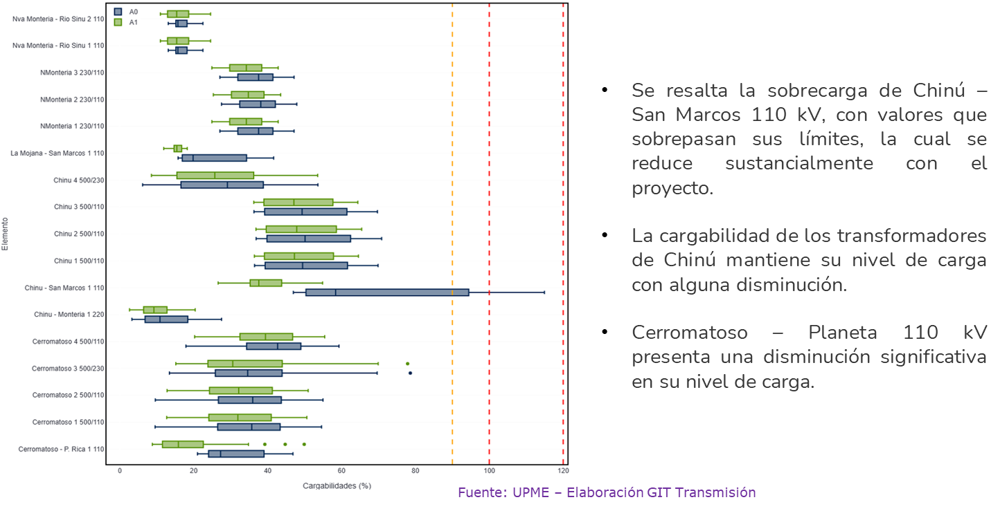 A0
A1
Nva Monteria - Rio Sinu 2 110
Nva Monteria - Rio Sinu 1 110
NMonteria 3 230/110
NMonteria 2 230/110
NMonteria 1 230/110
La Mojana - San Marcos 1 110
Chinu 4 500/230
Chinu 3 500/110
Chinu 2 500/110
Chinu 1 500/110
Chinu - San Marcos 1 110
Chinu - Monteria 1 220
Cerromatoso 4 500/110
Cerromatoso 3 500/230
Cerromatoso 2 500/110
Cerromatoso 1 500/110
Cerromatoso - P. Rica 1 110
Elemento
0 20 40 60 80 100 120
Cargabilidades (%)
• Se resalta la sobrecarga de Chinú –
San Marcos 110 kV, con valores que
sobrepasan sus límites, la cual se
reduce sustancialmente con el
proyecto.
• La cargabilidad de los transformadores
de Chinú mantiene su nivel de carga
con alguna disminución.
• Cerromatoso – Planeta 110 kV
presenta una disminución significativa
en su nivel de carga.
Fuente: UPME – Elaboración GIT Transmisión